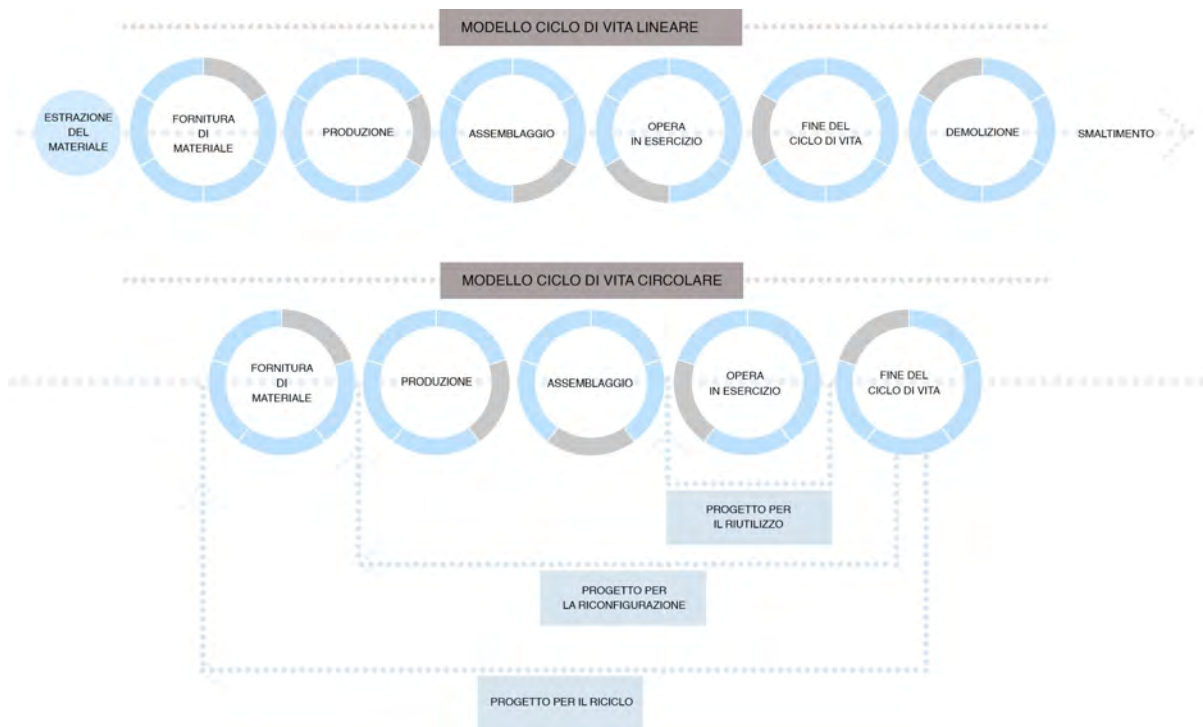 MODELLO CICLO DI VITA LINEARE
ESTRAZIONE
DEL
MATERIALE
FORNITURA
DI
MATERIALE
PRODUZIONE
ASSEMBLAGGIO
OPERA
IN ESERCIZIO
FINE DEL
CICLO DI VITA
DEMOLIZIONE
SMALTIMENTO
MODELLO CICLO DI VITA CIRCOLARE
FORNITURA
DI
MATERIALE
PRODUZIONE
ASSEMBLAGGIO
OPERA
IN ESERCIZIO
FINE DEL
CICLO DI VITA
PROGETTO PER
IL RIUTILIZZO
PROGETTO PER
LA RICONFIGURAZIONE
PROGETTO PER IL RICICLO